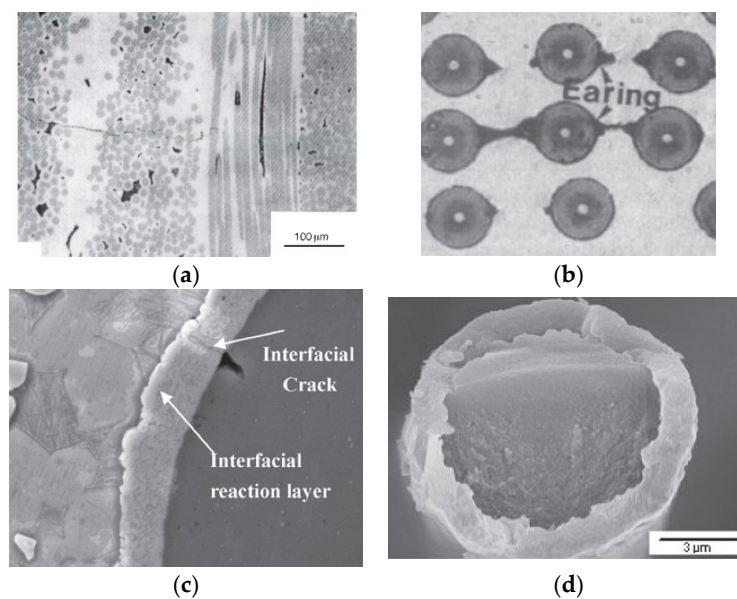 100 μm
(a)
Earing
(b)
Interfacial
Crack
Interfacial
reaction layer
(c)
3 μm
(d)